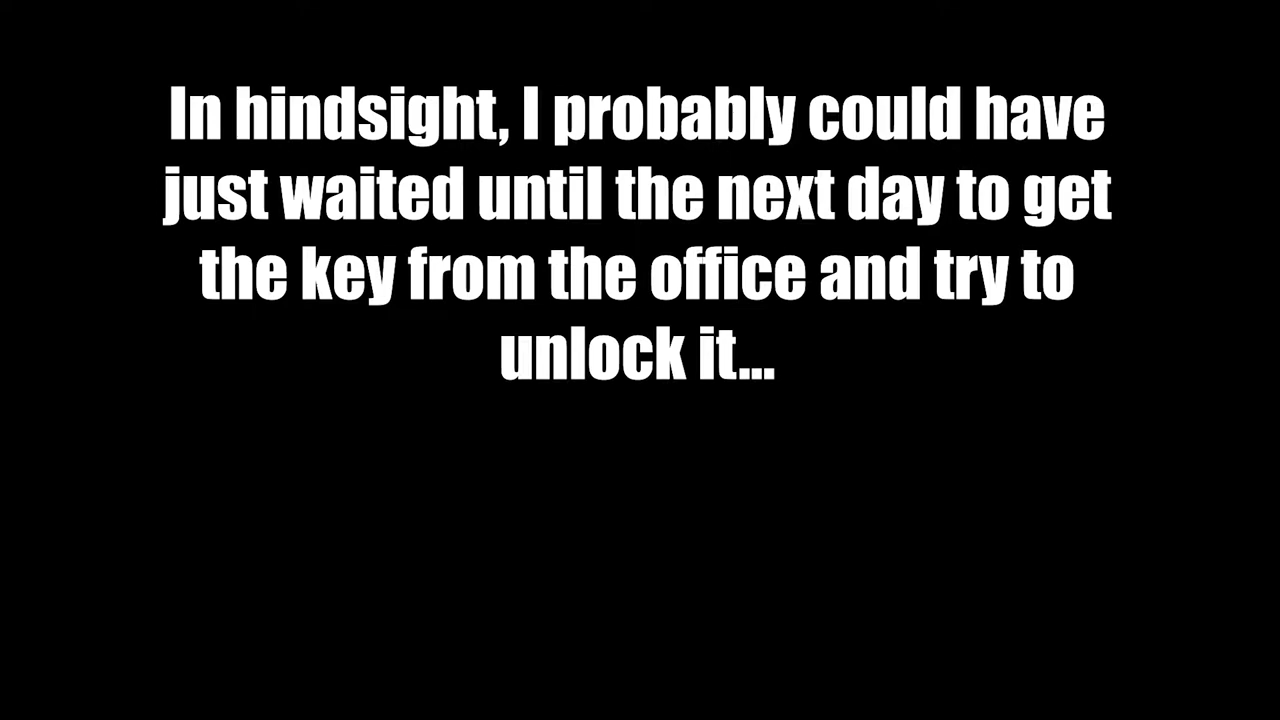 In hindsight, I probably could have
just waited until the next day to get
the key from the office and try to
unlock it...